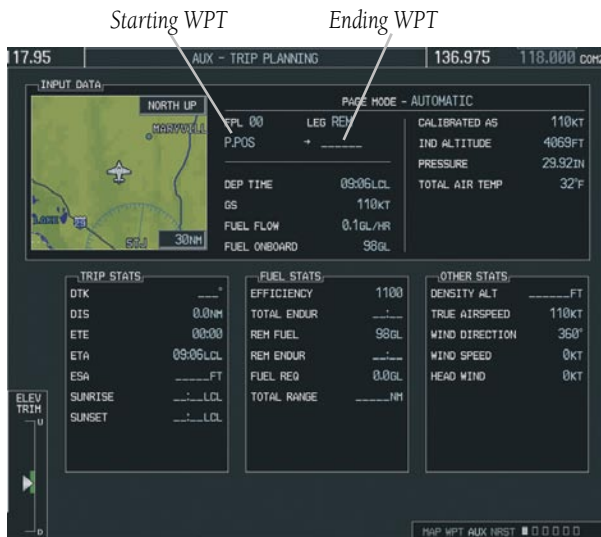 Starting WPT Ending WPT
117.95 AUX - TRIP PLANNING 136.975 118.000 COM2
INPUT DATA
NORTH UP
MARYVILL
LAKE
29
STJ
30NM
PAGE MODE - AUTOMATIC
FPL 00 LEG REM
P.POS → ______
DEP TIME 09:06LCL
GS 110KT
FUEL FLOW 0.1GL/HR
FUEL ONBOARD 98GL
CALIBRATED AS 110KT
IND ALTITUDE 4069FT
PRESSURE 29.92IN
TOTAL AIR TEMP 32°F
TRIP STATS
DTK ___°
DIS 0.0NM
ETE 00:00
ETA 09:06LCL
ESA _____FT
SUNRISE __:__LCL
SUNSET __:__LCL
FUEL STATS
EFFICIENCY 1100
TOTAL ENDUR __:__
REM FUEL 98GL
REM ENDUR __:__
FUEL REQ 0.0GL
TOTAL RANGE _____NM
OTHER STATS
DENSITY ALT ______FT
TRUE AIRSPEED 110KT
WIND DIRECTION 360°
WIND SPEED 0KT
HEAD WIND 0KT
ELEV
TRIM
U
D
MAP WPT AUX NRST